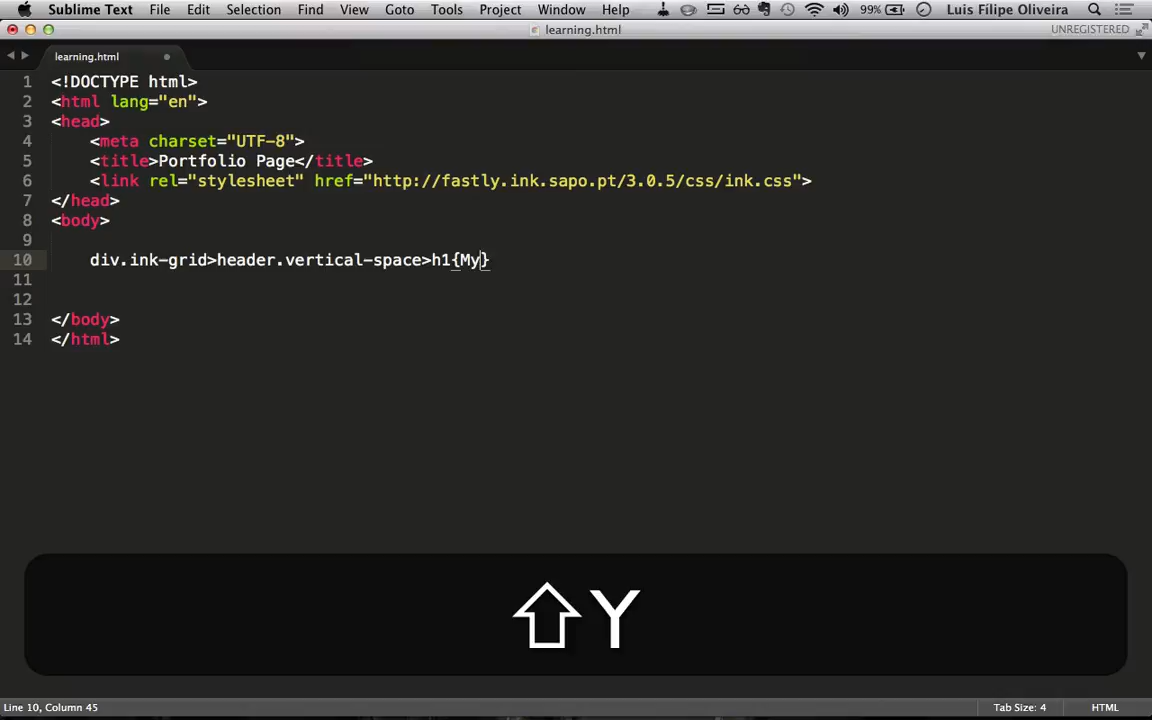 Sublime Text File Edit Selection Find View Goto Tools Project Window Help 99% Luis Filipe Oliveira
learning.html UNREGISTERED
learning.html
1 <!DOCTYPE html>
2 <html lang="en">
3 <head>
4 <meta charset="UTF-8">
5 <title>Portfolio Page</title>
6 <link rel="stylesheet" href="http://fastly.ink.sapo.pt/3.0.5/css/ink.css">
7 </head>
8 <body>
9
10 div.ink-grid>header.vertical-space>h1{My}
11
12
13 </body>
14 </html>
⇧Y
Line 10, Column 45 Tab Size: 4 HTML